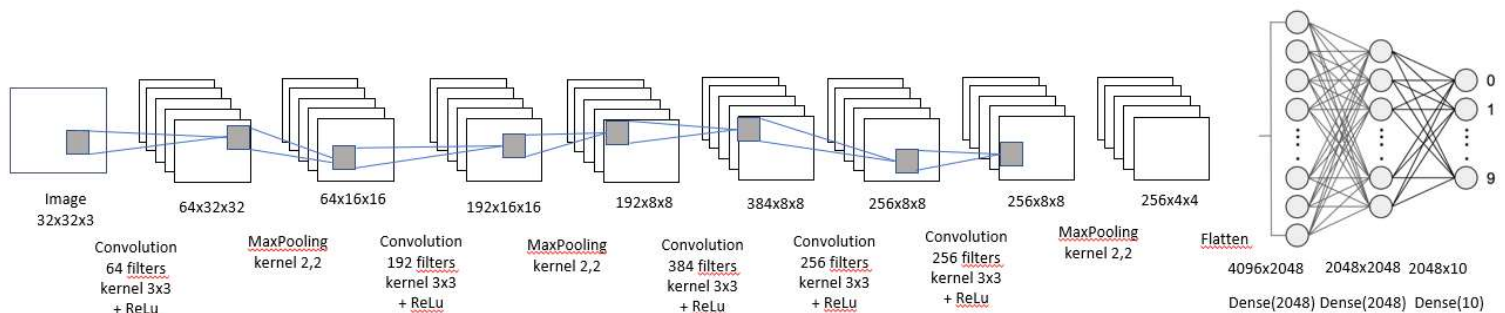 Image
32x32x3
64x32x32
64x16x16
192x16x16
192x8x8
384x8x8
256x8x8
256x8x8
256x4x4
Convolution
64 filters
kernel 3x3
+ ReLu
MaxPooling
kernel 2,2
Convolution
192 filters
kernel 3x3
+ ReLu
MaxPooling
kernel 2,2
Convolution
384 filters
kernel 3x3
+ ReLu
Convolution
256 filters
kernel 3x3
+ ReLu
Convolution
256 filters
kernel 3x3
+ ReLu
MaxPooling
kernel 2,2
Flatten
0
1
9
4096x2048
2048x2048
2048x10
Dense(2048)
Dense(2048)
Dense(10)